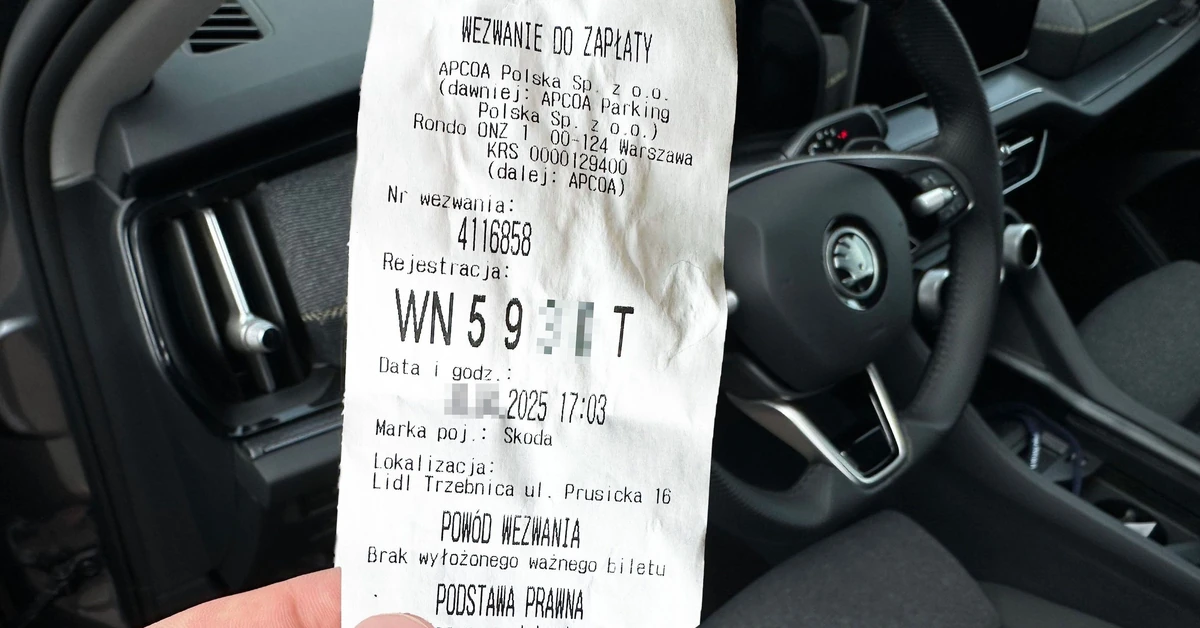 WEZWANIE DO ZAPŁATY
APCOA Polska Sp. z o.o.
(dawniej: APCOA Parking
Polska Sp. z o.o.)
Rondo ONZ 1 00-124 Warszawa
KRS 0000129400
(dalej: APCOA)
Nr wezwania:
4116858
Rejestracja:
WN 5 9 T
Data i godz.:
2025 17:03
Marka poj.: Skoda
Lokalizacja:
Lidl Trzebnica ul. Prusicka 16
POWÓD WEZWANIA
Brak wyłożonego ważnego biletu
PODSTAWA PRAWNA